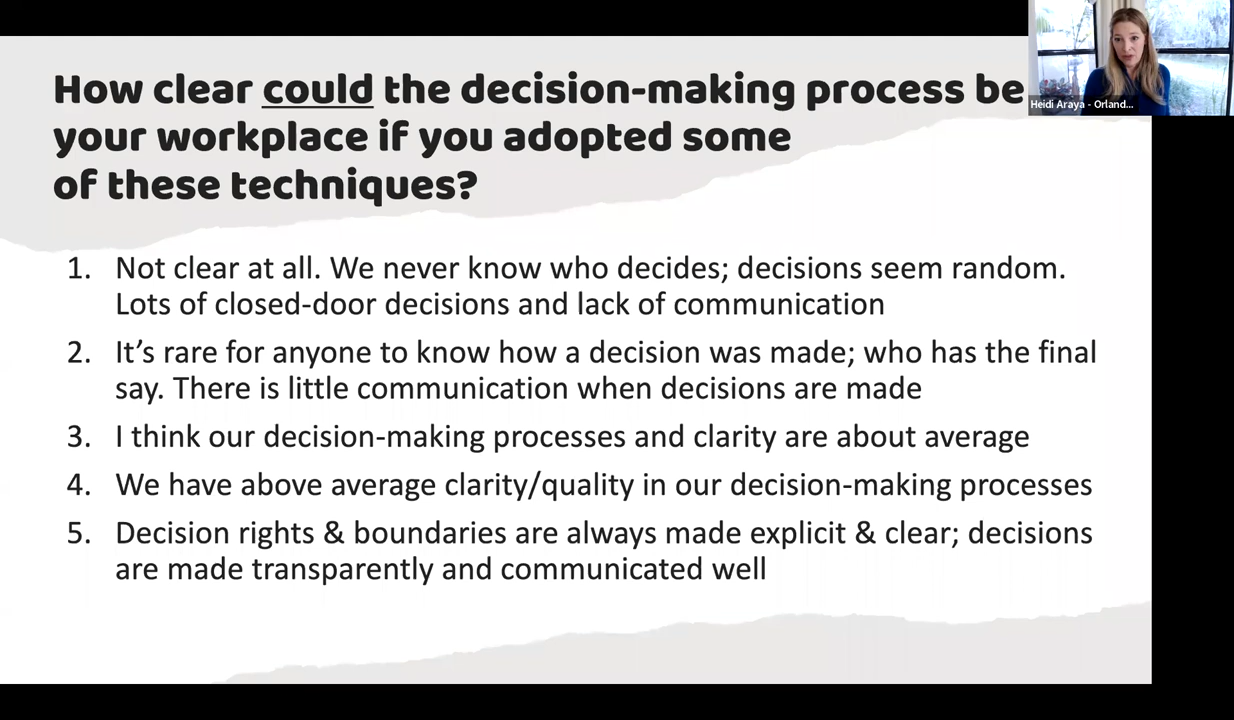 How clear could the decision-making process be
your workplace if you adopted some
of these techniques?
Heidi Araya - Orland...
1. Not clear at all. We never know who decides; decisions seem random.
Lots of closed-door decisions and lack of communication
2. It’s rare for anyone to know how a decision was made; who has the final
say. There is little communication when decisions are made
3. I think our decision-making processes and clarity are about average
4. We have above average clarity/quality in our decision-making processes
5. Decision rights & boundaries are always made explicit & clear; decisions
are made transparently and communicated well